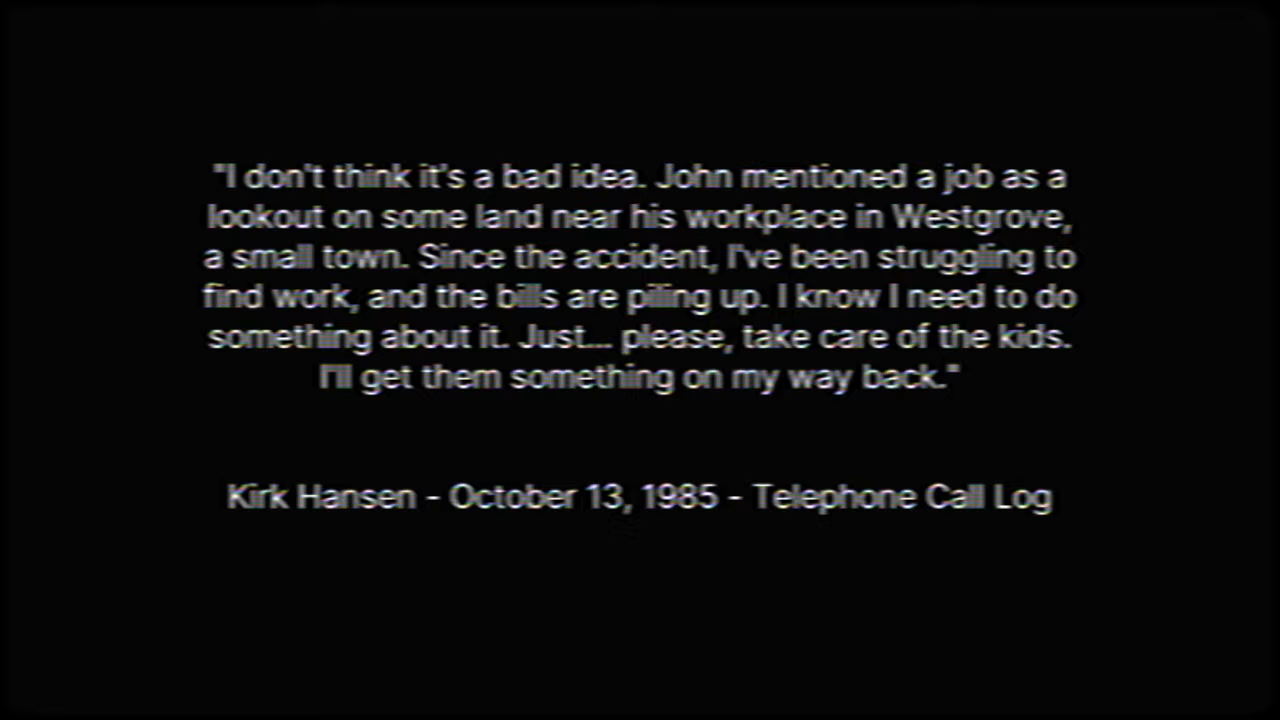 "I don't think it's a bad idea. John mentioned a job as a
lookout on some land near his workplace in Westgrove,
a small town. Since the accident, I've been struggling to
find work, and the bills are piling up. I know I need to do
something about it. Just... please, take care of the kids.
I'll get them something on my way back."
Kirk Hansen - October 13, 1985 - Telephone Call Log